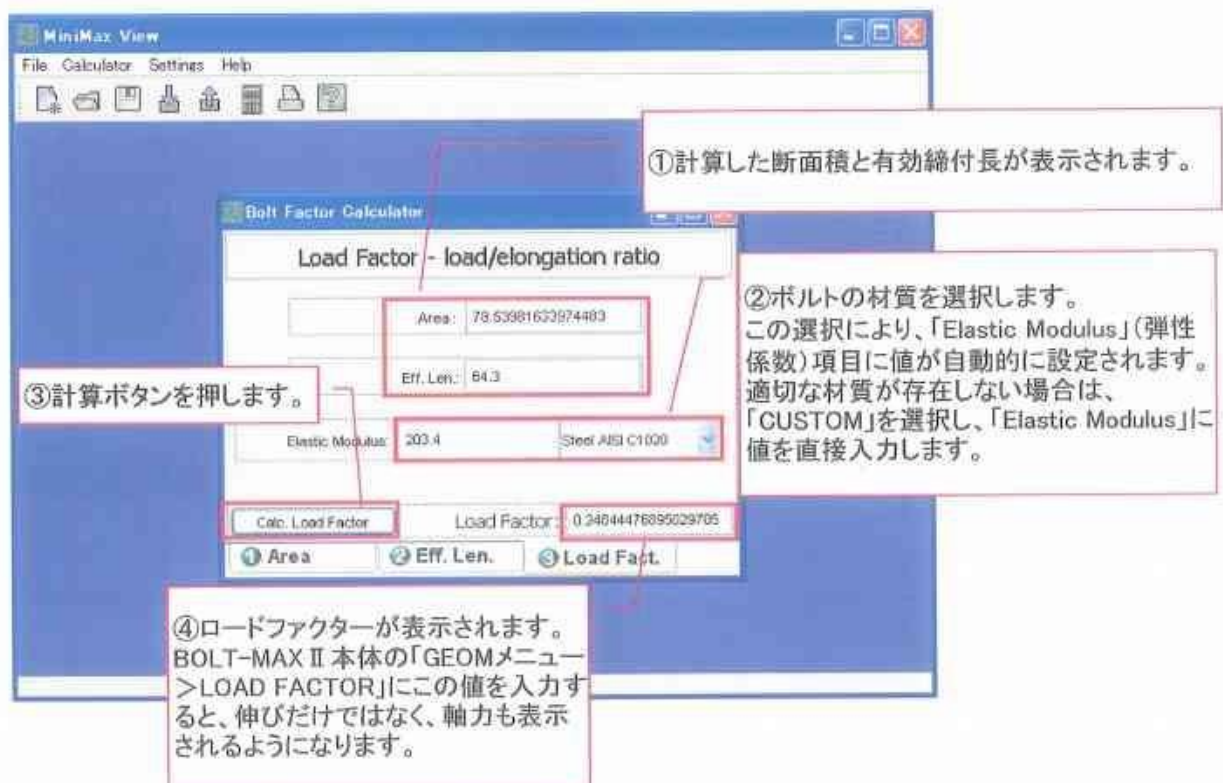 MiniMax View
File Calculator Settings Help
①計算した断面積と有効締付長が表示されます。
Bolt Factor Calculator
Load Factor - load/elongation ratio
Area: 78.53981633974483
Eff. Len.: 64.3
②ボルトの材質を選択します。
この選択により、「Elastic Modulus」(弾性
係数)項目に値が自動的に設定されます。
適切な材質が存在しない場合は、
「CUSTOM」を選択し、「Elastic Modulus」に
値を直接入力します。
③計算ボタンを押します。
Elastic Modulus: 203.4 Steel AISI C1020
Calc. Load Factor Load Factor: 0.24844476895029705
1 Area 2 Eff. Len. 3 Load Fact.
④ロードファクターが表示されます。
BOLT-MAXⅡ本体の「GEOMメニュー
>LOAD FACTOR」にこの値を入力す
ると、伸びだけではなく、軸力も表示
されるようになります。